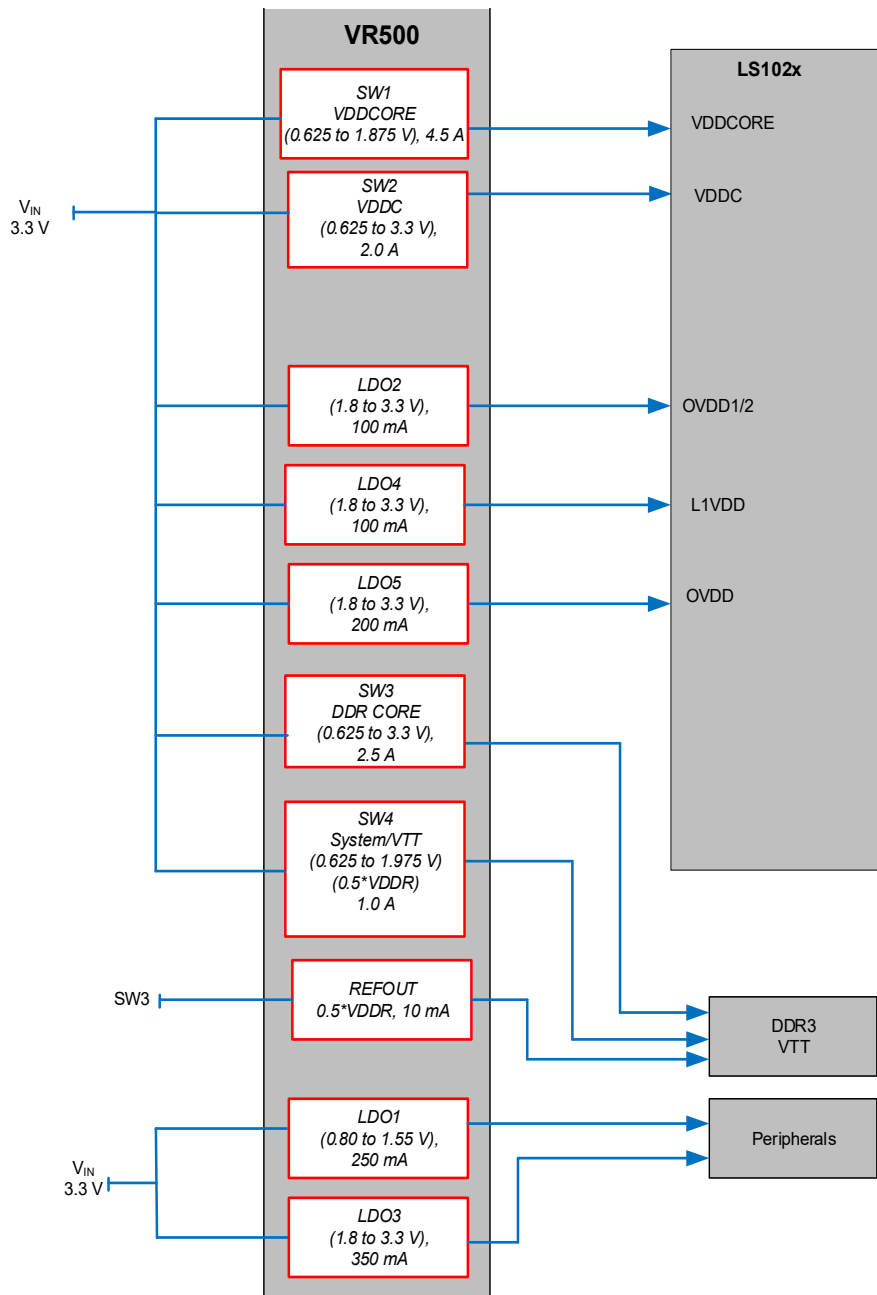 VR500
LS102x
SW1
VDDCORE
(0.625 to 1.875 V), 4.5 A
VDDCORE
SW2
VDDC
(0.625 to 3.3 V),
2.0 A
VDDC
VIN
3.3 V
LDO2
(1.8 to 3.3 V),
100 mA
OVDD1/2
LDO4
(1.8 to 3.3 V),
100 mA
L1VDD
LDO5
(1.8 to 3.3 V),
200 mA
OVDD
SW3
DDR CORE
(0.625 to 3.3 V),
2.5 A
SW4
System/VTT
(0.625 to 1.975 V)
(0.5*VDDR)
1.0 A
SW3
REFOUT
0.5*VDDR, 10 mA
DDR3
VTT
LDO1
(0.80 to 1.55 V),
250 mA
Peripherals
VIN
3.3 V
LDO3
(1.8 to 3.3 V),
350 mA